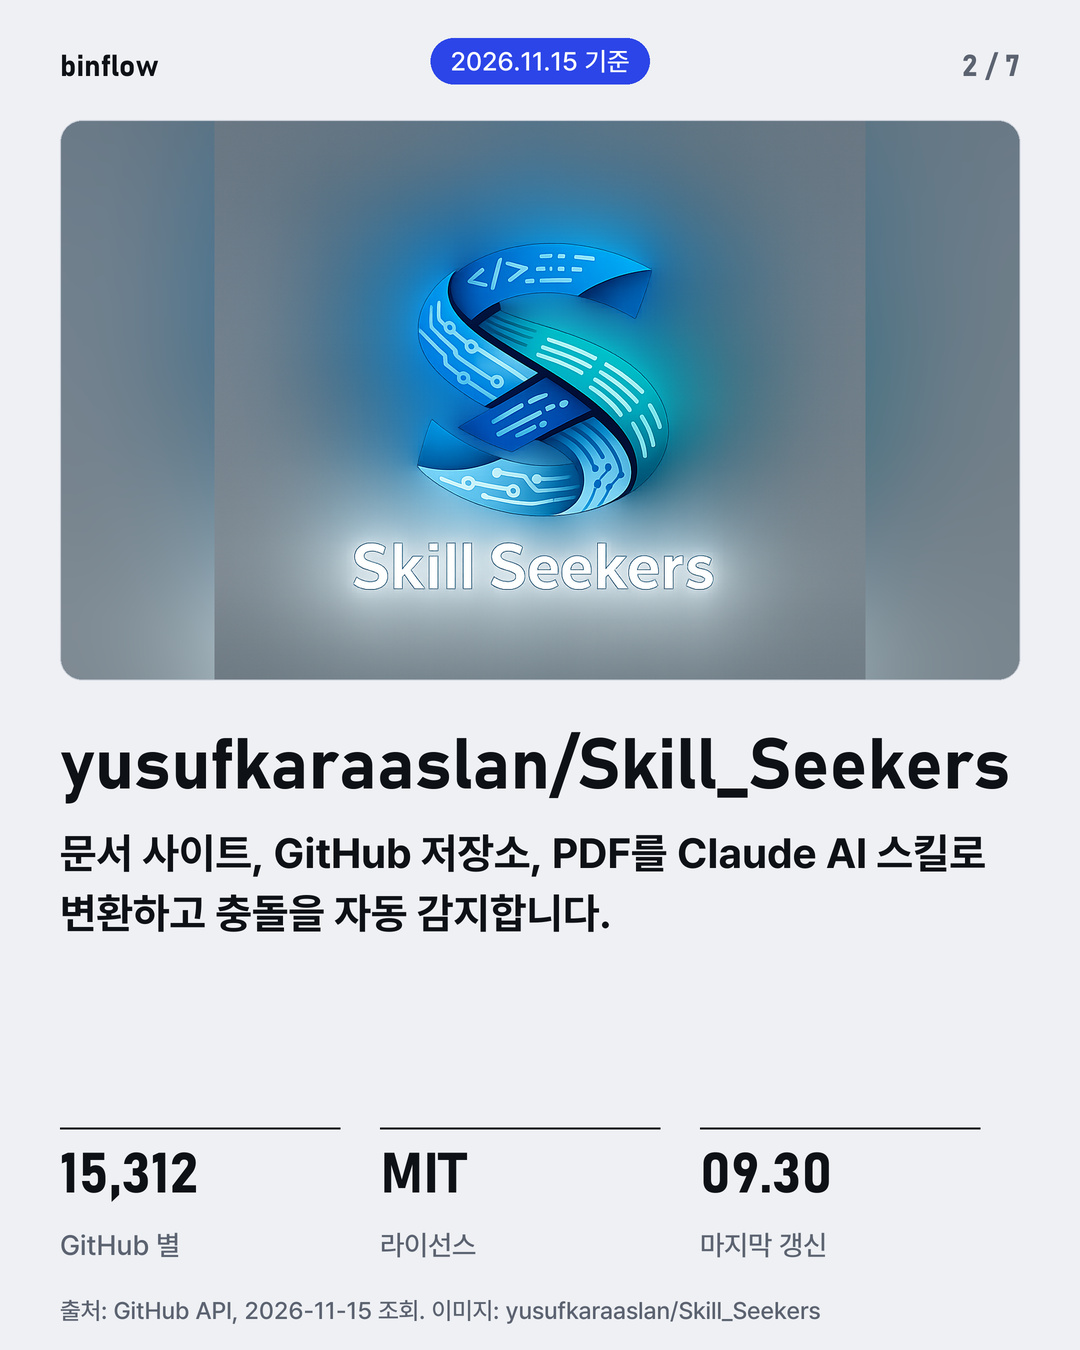 binflow
2026.11.15 기준
2 / 7
</>
Skill Seekers
yusufkaraaslan/Skill_Seekers
문서 사이트, GitHub 저장소, PDF를 Claude AI 스킬로
변환하고 충돌을 자동 감지합니다.
15,312
MIT
09.30
GitHub 별
라이선스
마지막 갱신
출처: GitHub API, 2026-11-15 조회. 이미지: yusufkaraaslan/Skill_Seekers